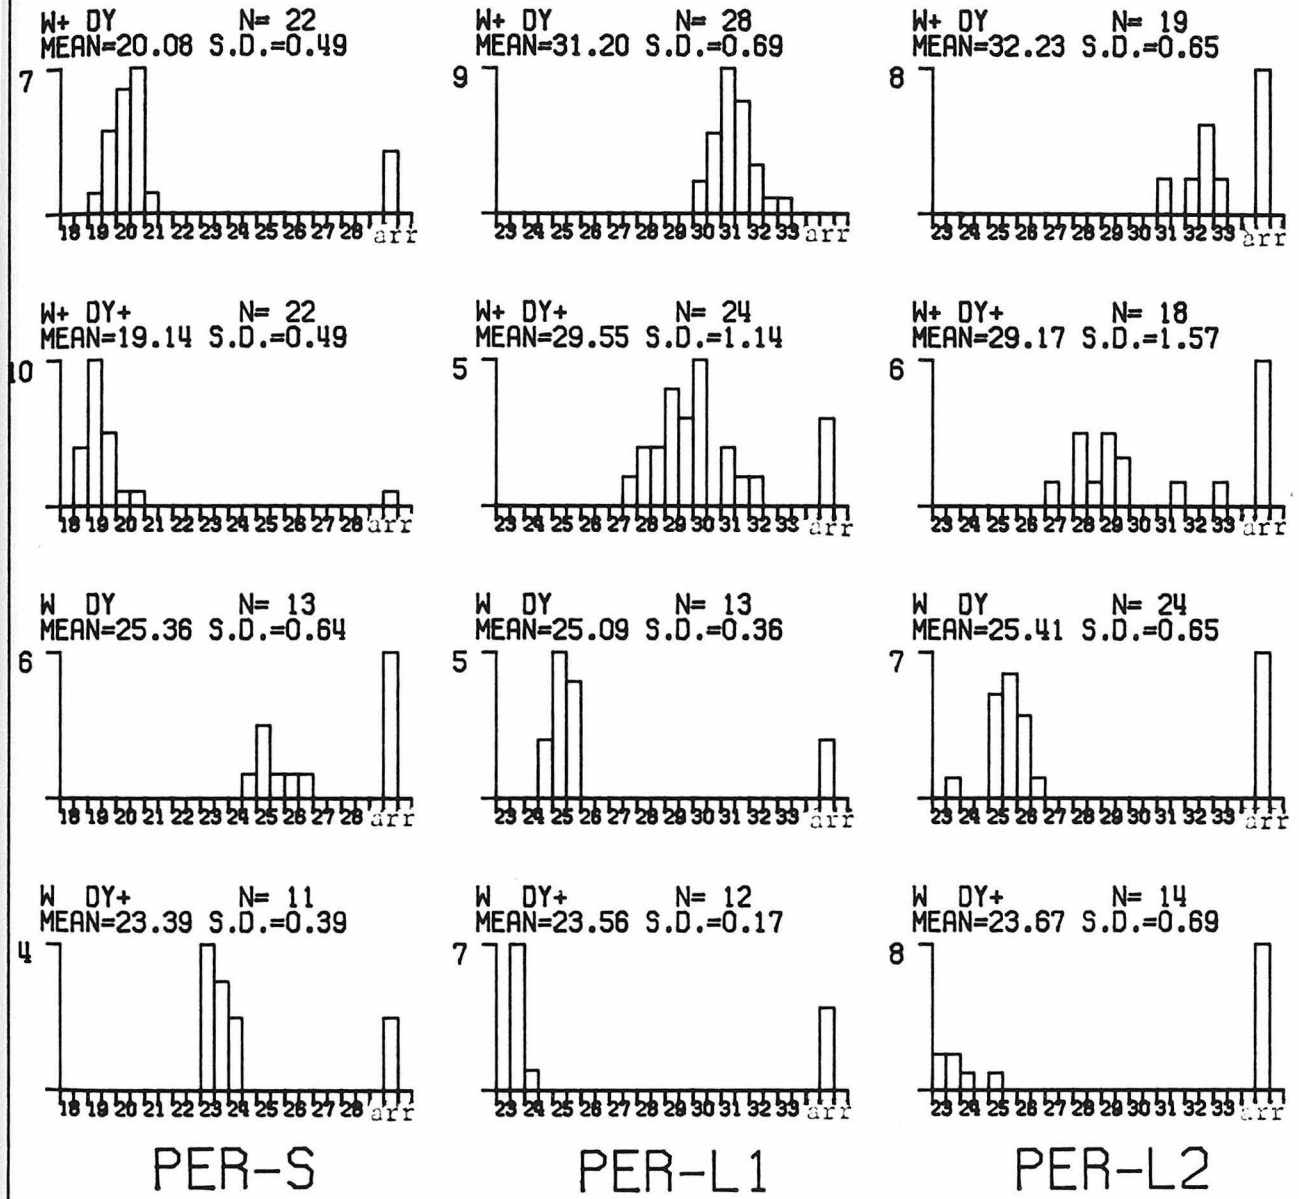 W+ DY N= 22
MEAN=20.08 S.D.=0.49
7
18 19 20 21 22 23 24 25 26 27 28 arr
W+ DY N= 28
MEAN=31.20 S.D.=0.69
9
23 24 25 26 27 28 29 30 31 32 33 arr
W+ DY N= 19
MEAN=32.23 S.D.=0.65
8
23 24 25 26 27 28 29 30 31 32 33 arr
W+ DY+ N= 22
MEAN=19.14 S.D.=0.49
10
18 19 20 21 22 23 24 25 26 27 28 arr
W+ DY+ N= 24
MEAN=29.55 S.D.=1.14
5
23 24 25 26 27 28 29 30 31 32 33 arr
W+ DY+ N= 18
MEAN=29.17 S.D.=1.57
6
23 24 25 26 27 28 29 30 31 32 33 arr
W DY N= 13
MEAN=25.36 S.D.=0.64
6
18 19 20 21 22 23 24 25 26 27 28 arr
W DY N= 13
MEAN=25.09 S.D.=0.36
5
23 24 25 26 27 28 29 30 31 32 33 arr
W DY N= 24
MEAN=25.41 S.D.=0.65
7
23 24 25 26 27 28 29 30 31 32 33 arr
W DY+ N= 11
MEAN=23.39 S.D.=0.39
4
18 19 20 21 22 23 24 25 26 27 28 arr
W DY+ N= 12
MEAN=23.56 S.D.=0.17
7
23 24 25 26 27 28 29 30 31 32 33 arr
W DY+ N= 14
MEAN=23.67 S.D.=0.69
8
23 24 25 26 27 28 29 30 31 32 33 arr
PER-S
PER-L1
PER-L2